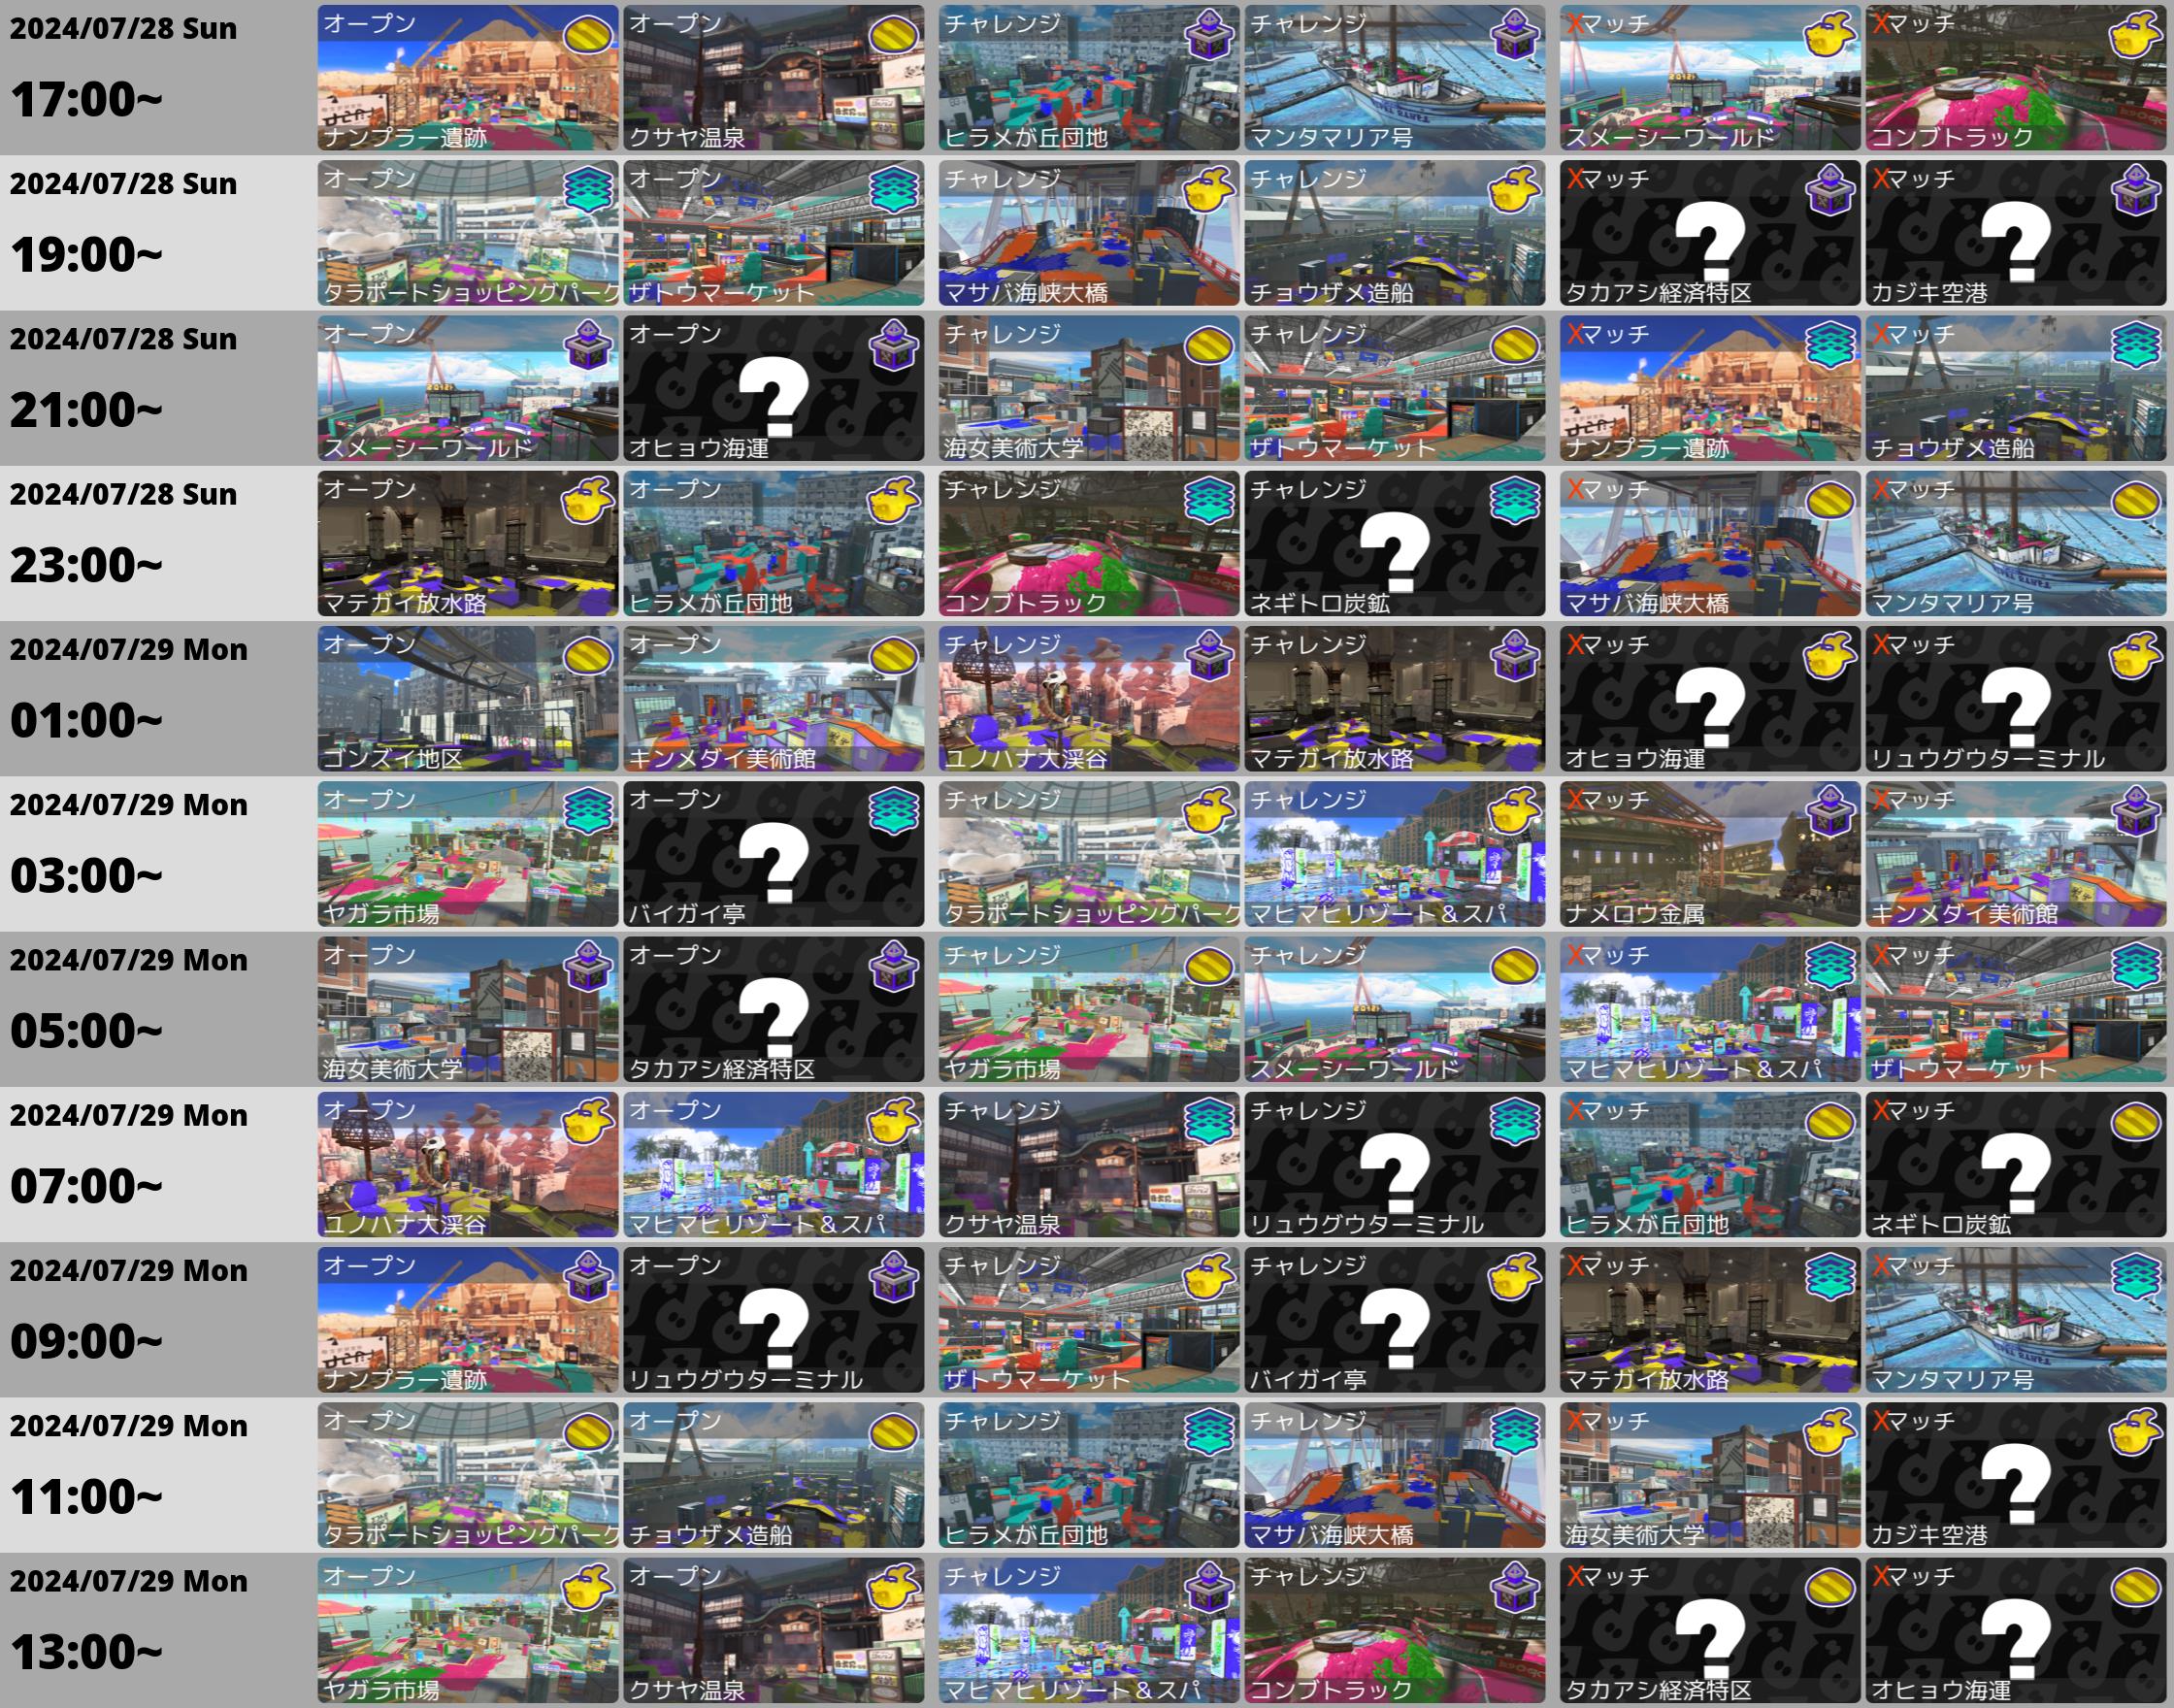 2024/07/28 Sun
17:00~
オープン
ナンプラー遺跡
オープン
クサヤ温泉
チャレンジ
ヒラメが丘団地
チャレンジ
マンタマリア号
Xマッチ
スメーシーワールド
Xマッチ
コンブトラック
2024/07/28 Sun
19:00~
オープン
タラポートショッピングパーク
オープン
ザトウマーケット
チャレンジ
マサバ海峡大橋
チャレンジ
チョウザメ造船
Xマッチ
?
タカアシ経済特区
Xマッチ
?
カジキ空港
2024/07/28 Sun
21:00~
オープン
スメーシーワールド
オープン
?
オヒョウ海運
チャレンジ
海女美術大学
チャレンジ
ザトウマーケット
Xマッチ
ナンプラー遺跡
Xマッチ
チョウザメ造船
2024/07/28 Sun
23:00~
オープン
マテガイ放水路
オープン
ヒラメが丘団地
チャレンジ
コンブトラック
チャレンジ
?
ネギトロ炭鉱
Xマッチ
マサバ海峡大橋
Xマッチ
マンタマリア号
2024/07/29 Mon
01:00~
オープン
ゴンズイ地区
オープン
キンメダイ美術館
チャレンジ
ユノハナ大渓谷
チャレンジ
マテガイ放水路
Xマッチ
?
オヒョウ海運
Xマッチ
?
リュウグウターミナル
2024/07/29 Mon
03:00~
オープン
ヤガラ市場
オープン
?
バイガイ亭
チャレンジ
タラポートショッピングパーク
チャレンジ
マヒマヒリゾート＆スパ
Xマッチ
ナメロウ金属
Xマッチ
キンメダイ美術館
2024/07/29 Mon
05:00~
オープン
海女美術大学
オープン
?
タカアシ経済特区
チャレンジ
ヤガラ市場
チャレンジ
スメーシーワールド
Xマッチ
マヒマヒリゾート＆スパ
Xマッチ
ザトウマーケット
2024/07/29 Mon
07:00~
オープン
ユノハナ大渓谷
オープン
マヒマヒリゾート＆スパ
チャレンジ
クサヤ温泉
チャレンジ
?
リュウグウターミナル
Xマッチ
ヒラメが丘団地
Xマッチ
?
ネギトロ炭鉱
2024/07/29 Mon
09:00~
オープン
ナンプラー遺跡
オープン
?
リュウグウターミナル
チャレンジ
ザトウマーケット
チャレンジ
?
バイガイ亭
Xマッチ
マテガイ放水路
Xマッチ
マンタマリア号
2024/07/29 Mon
11:00~
オープン
タラポートショッピングパーク
オープン
チョウザメ造船
チャレンジ
ヒラメが丘団地
チャレンジ
マサバ海峡大橋
Xマッチ
海女美術大学
Xマッチ
?
カジキ空港
2024/07/29 Mon
13:00~
オープン
ヤガラ市場
オープン
クサヤ温泉
チャレンジ
マヒマヒリゾート＆スパ
チャレンジ
コンブトラック
Xマッチ
?
タカアシ経済特区
Xマッチ
?
オヒョウ海運